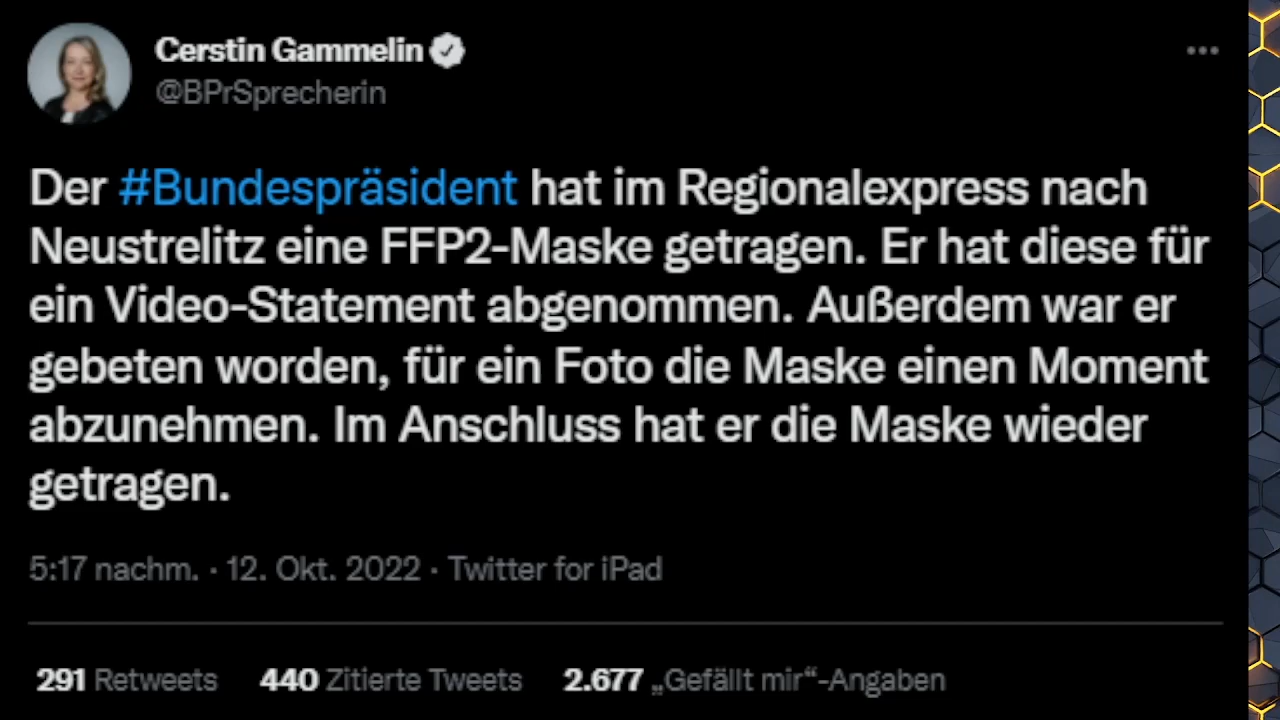 Cerstin Gammelin
@BPrSprecherin
Der #Bundespräsident hat im Regionalexpress nach
Neustrelitz eine FFP2-Maske getragen. Er hat diese für
ein Video-Statement abgenommen. Außerdem war er
gebeten worden, für ein Foto die Maske einen Moment
abzunehmen. Im Anschluss hat er die Maske wieder
getragen.
5:17 nachm. · 12. Okt. 2022 · Twitter for iPad
291 Retweets 440 Zitierte Tweets 2.677 „Gefällt mir“-Angaben